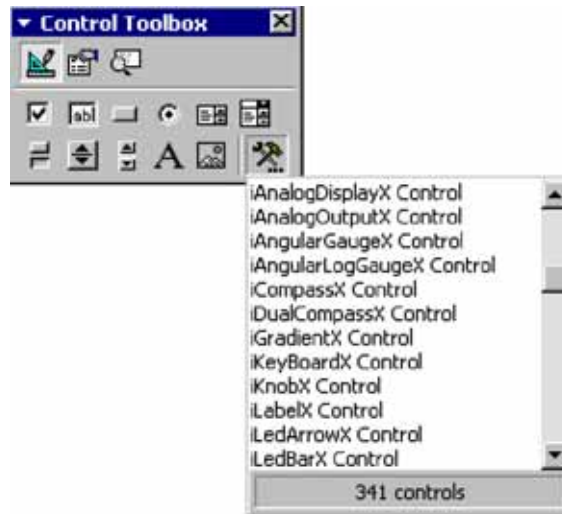 Control Toolbox
abl
A
iAnalogDisplayX Control
iAnalogOutputX Control
iAngularGaugeX Control
iAngularLogGaugeX Control
iCompassX Control
iDualCompassX Control
iGradientX Control
iKeyBoardX Control
iKnobX Control
iLabelX Control
iLedArrowX Control
iLedBarX Control
341 controls